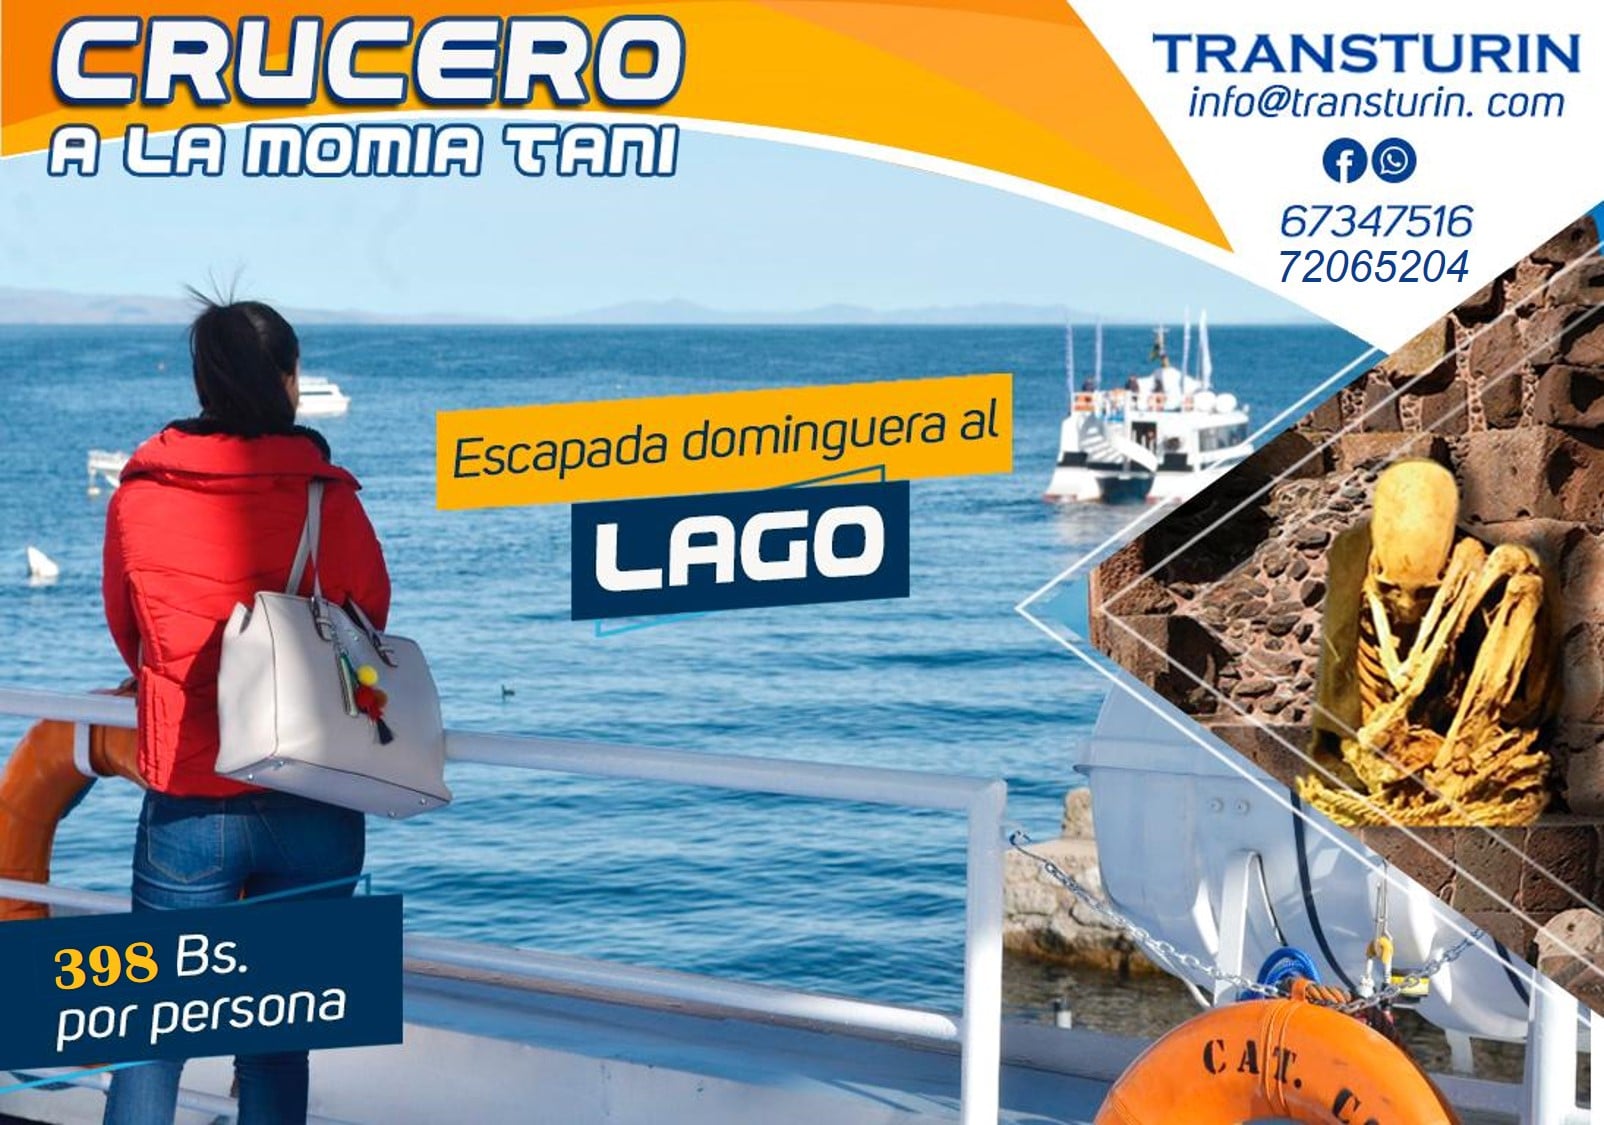 CRUCERO
A LA MOMIA TANI
TRANSTURIN
info@transturin. com
67347516
72065204
Escapada dominguera al
LAGO
398 Bs.
por persona
CAT.